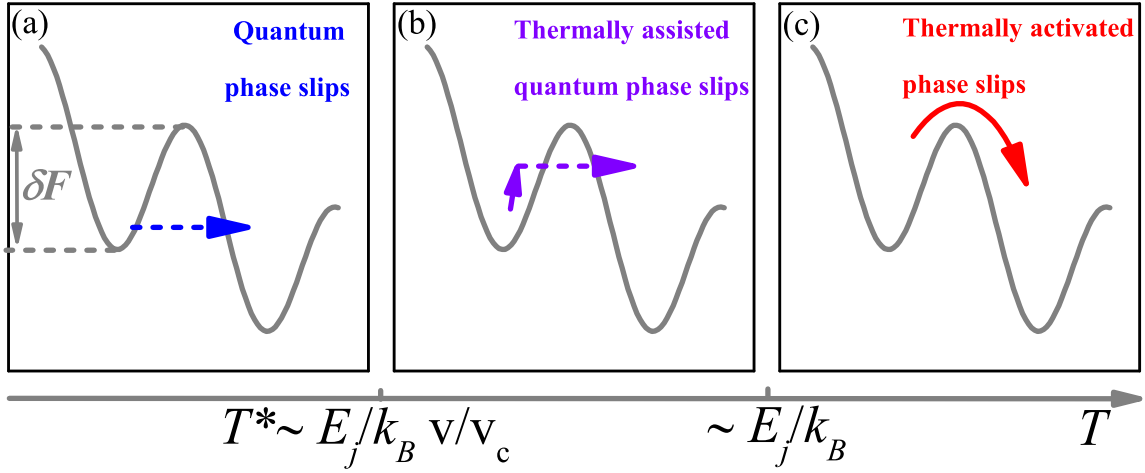 (a) Quantum
phase slips
δF
(b) Thermally assisted
quantum phase slips
(c) Thermally activated
phase slips
T*~ E_j/k_B v/v_c
~ E_j/k_B
T